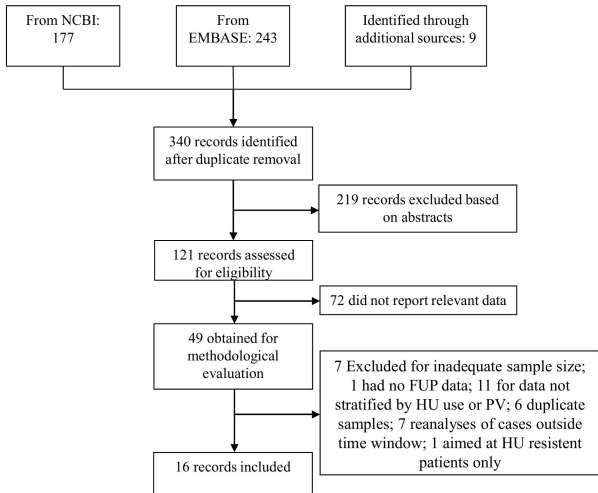 From NCBI:
177
From
EMBASE: 243
Identified through
additional sources: 9
340 records identified
after duplicate removal
219 records excluded based
on abstracts
121 records assessed
for eligibility
72 did not report relevant data
49 obtained for
methodological
evaluation
7 Excluded for inadequate sample size;
1 had no FUP data; 11 for data not
stratified by HU use or PV; 6 duplicate
samples; 7 reanalyses of cases outside
time window; 1 aimed at HU resistent
patients only
16 records included